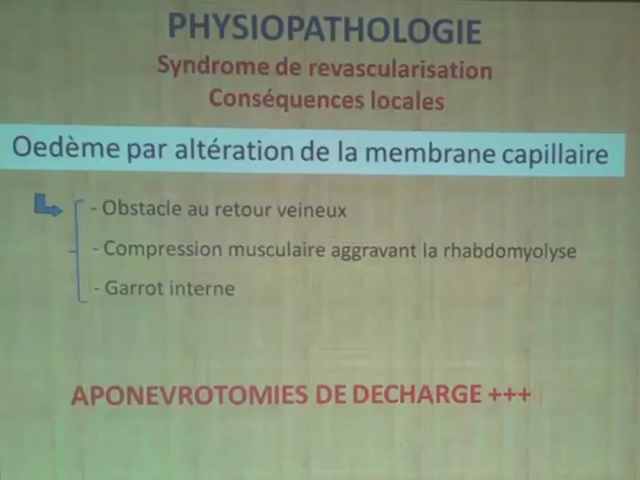 PHYSIOPATHOLOGIE
Syndrome de revascularisation
Conséquences locales
Oedème par altération de la membrane capillaire
- Obstacle au retour veineux
- Compression musculaire aggravant la rhabdomyolyse
- Garrot interne
APONEVROTOMIES DE DECHARGE +++